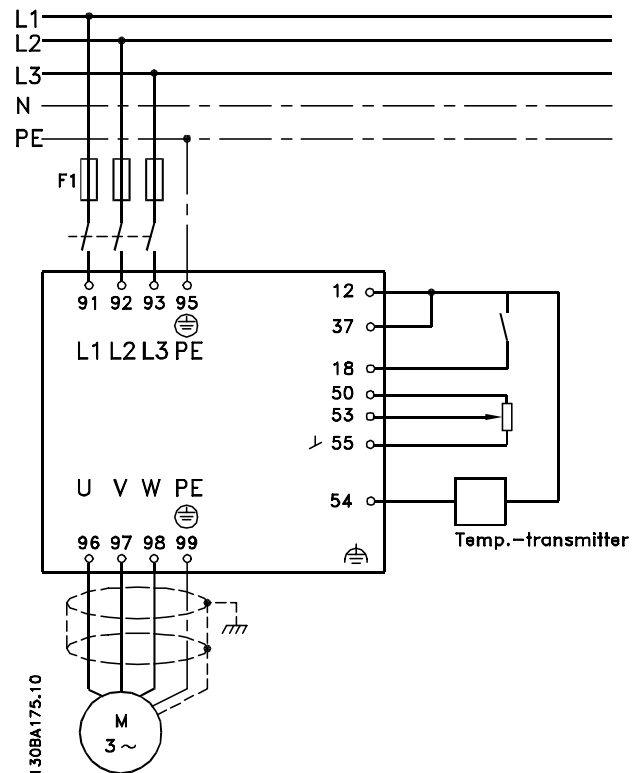 L1
L2
L3
N
PE
F1
91 92 93 95
L1 L2 L3 PE
12
37
18
50
53
55
54
Temp.-transmitter
U V W PE
96 97 98 99
M
3~
130BA175.10